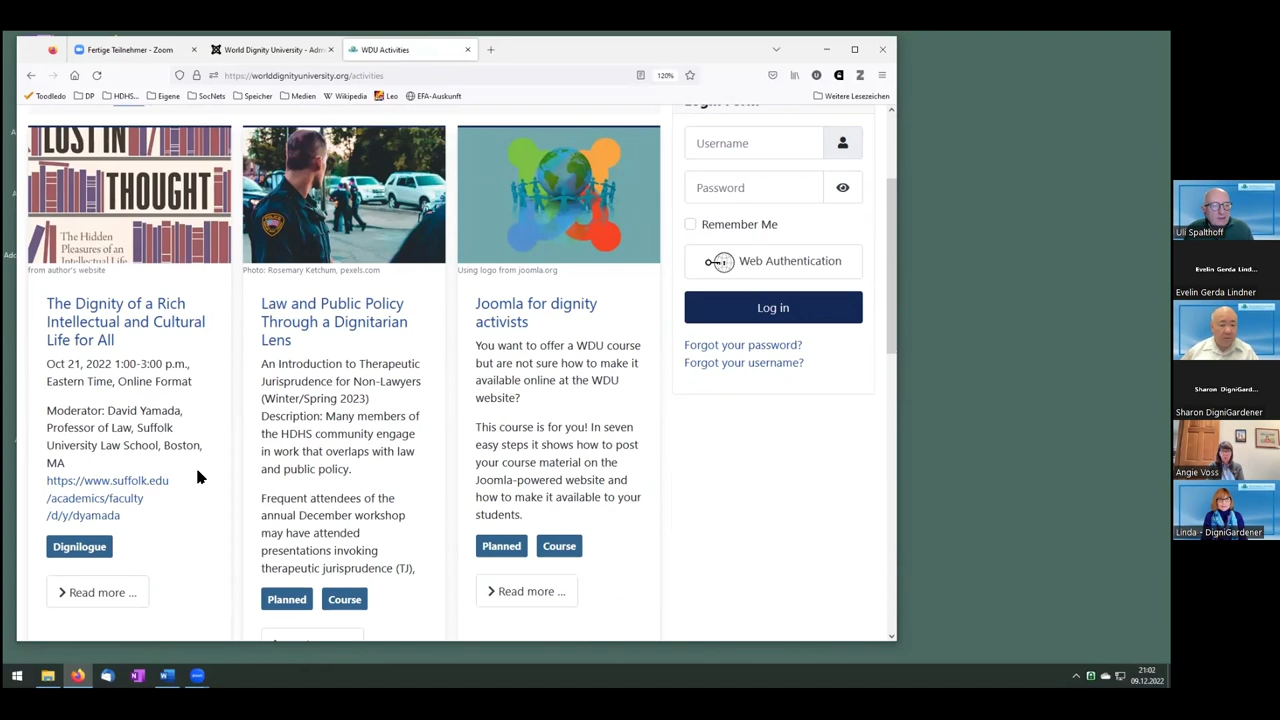 Fertige Teilnehmer - Zoom
World Dignity University - Adm
WDU Activities
https://worlddignityuniversity.org/activities
120%
Toodledo
DP
HDHS...
Eigene
SocNets
Speicher
Medien
Wikipedia
Leo
EFA-Auskunft
Weitere Lesezeichen
LOST IN
THOUGHT
The Hidden
Pleasures of an
Intellectual Life
from author's website
The Dignity of a Rich
Intellectual and Cultural
Life for All
Oct 21, 2022 1:00-3:00 p.m.,
Eastern Time, Online Format
Moderator: David Yamada,
Professor of Law, Suffolk
University Law School, Boston,
MA
https://www.suffolk.edu
/academics/faculty
/d/y/dyamada
Dignilogue
Read more ...
Photo: Rosemary Ketchum, pexels.com
Law and Public Policy
Through a Dignitarian
Lens
An Introduction to Therapeutic
Jurisprudence for Non-Lawyers
(Winter/Spring 2023)
Description: Many members of
the HDHS community engage
in work that overlaps with law
and public policy.
Frequent attendees of the
annual December workshop
may have attended
presentations invoking
therapeutic jurisprudence (TJ),
Planned
Course
Using logo from joomla.org
Joomla for dignity
activists
You want to offer a WDU course
but are not sure how to make it
available online at the WDU
website?
This course is for you! In seven
easy steps it shows how to post
your course material on the
Joomla-powered website and
how to make it available to your
students.
Planned
Course
Read more ...
Login Form
Username
Password
Remember Me
Web Authentication
Log in
Forgot your password?
Forgot your username?
Uli Spalthoff
Evelin Gerda Lind...
Evelin Gerda Lindner
Sharon DigniGard...
Sharon DigniGardener
Angie Voss
Linda - DigniGardener
21:02
09.12.2022